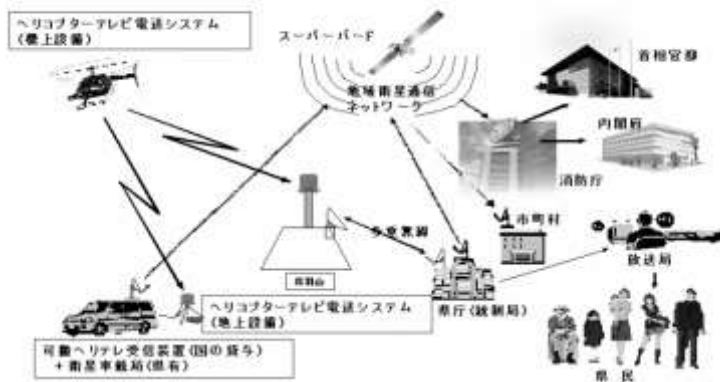 ヘリコプターテレビ電送システム
(機上設備)
スーパーバードF
地域衛星通信
ネットワーク
首相官邸
内閣府
消防庁
市町村
多重無線
放送局
県庁(統制局)
ヘリコプターテレビ電送システム
(地上設備)
可搬ヘリテレ受信装置(国の貸与)
+衛星車載局(県有)
県民